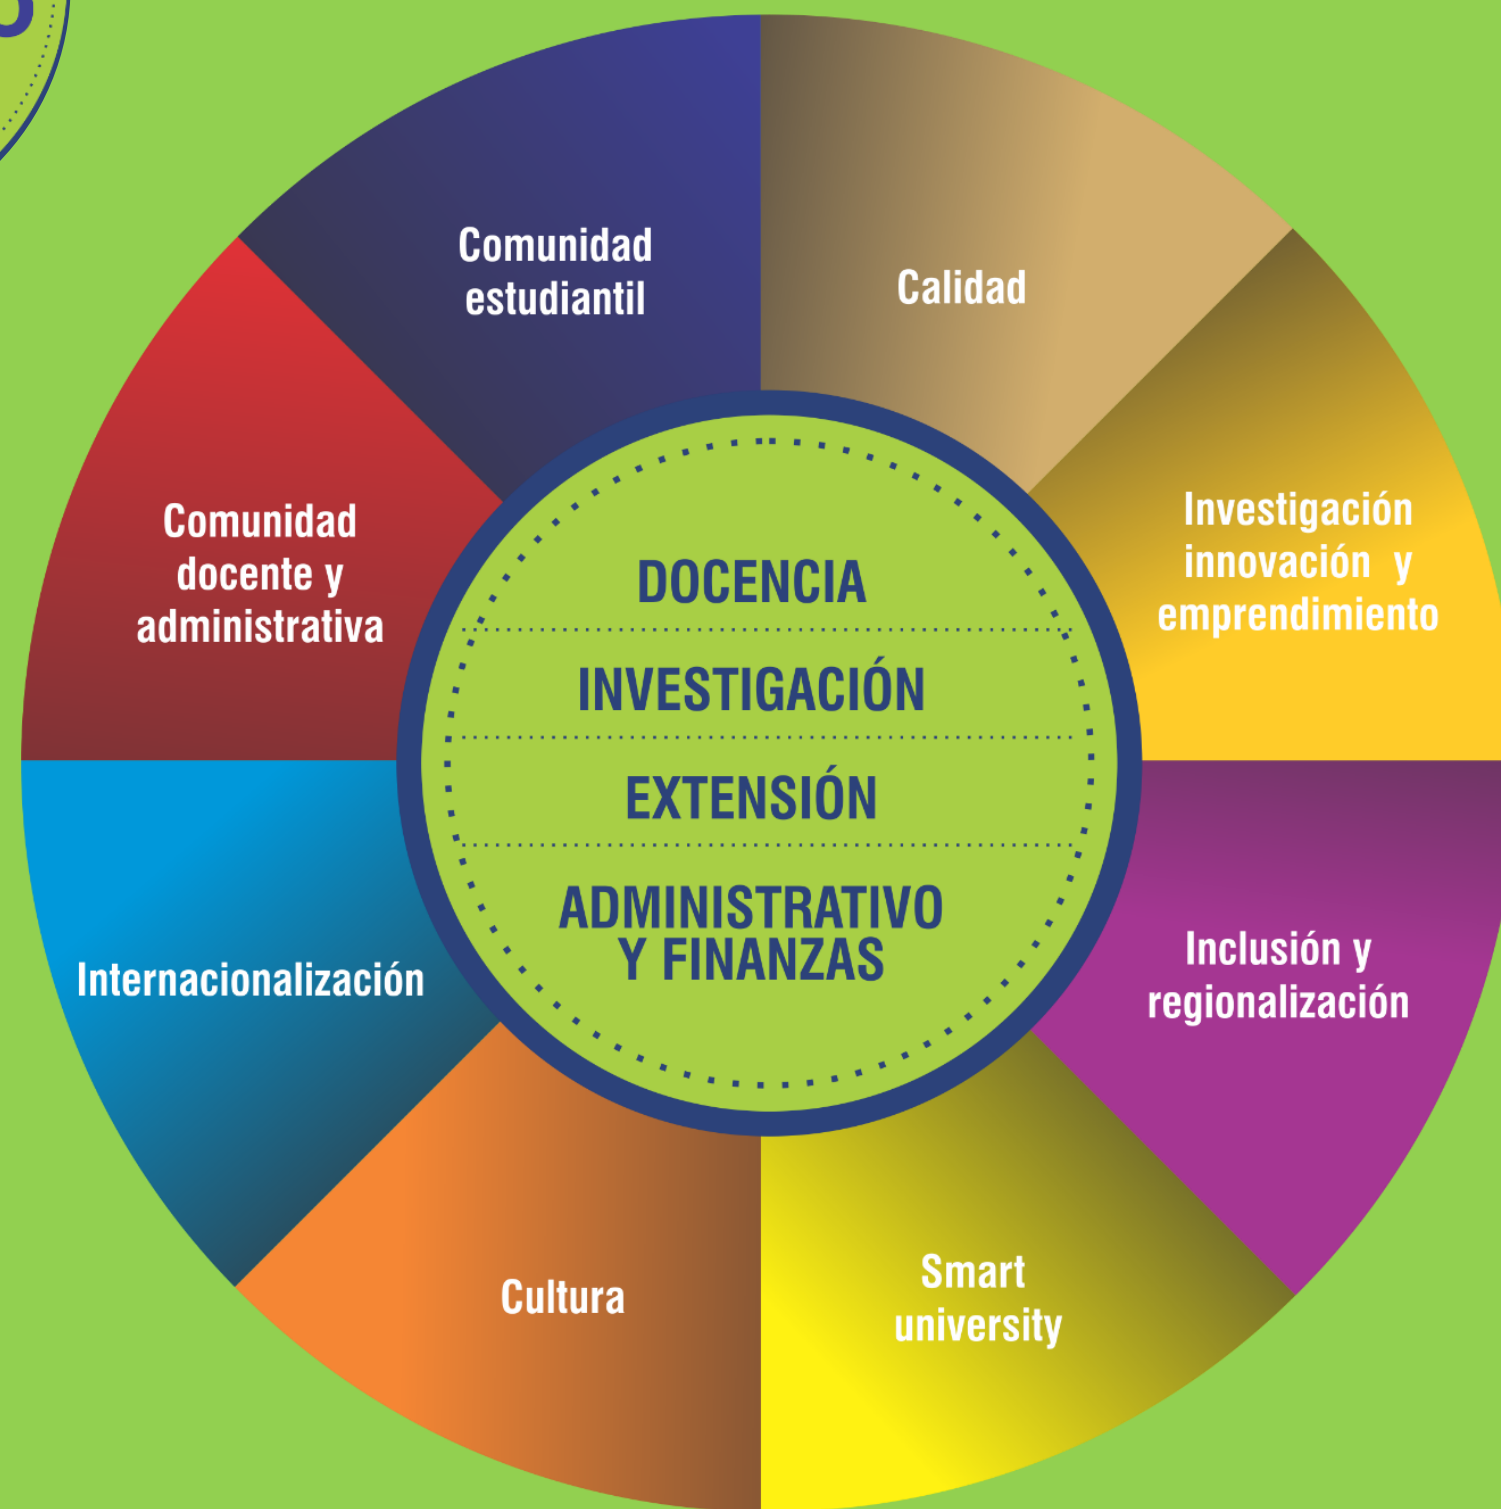 Comunidad
estudiantil
Calidad
Comunidad
docente y
administrativa
Investigación
innovación y
emprendimiento
DOCENCIA
INVESTIGACIÓN
EXTENSIÓN
ADMINISTRATIVO
Y FINANZAS
Internacionalización
Inclusión y
regionalización
Cultura
Smart
university